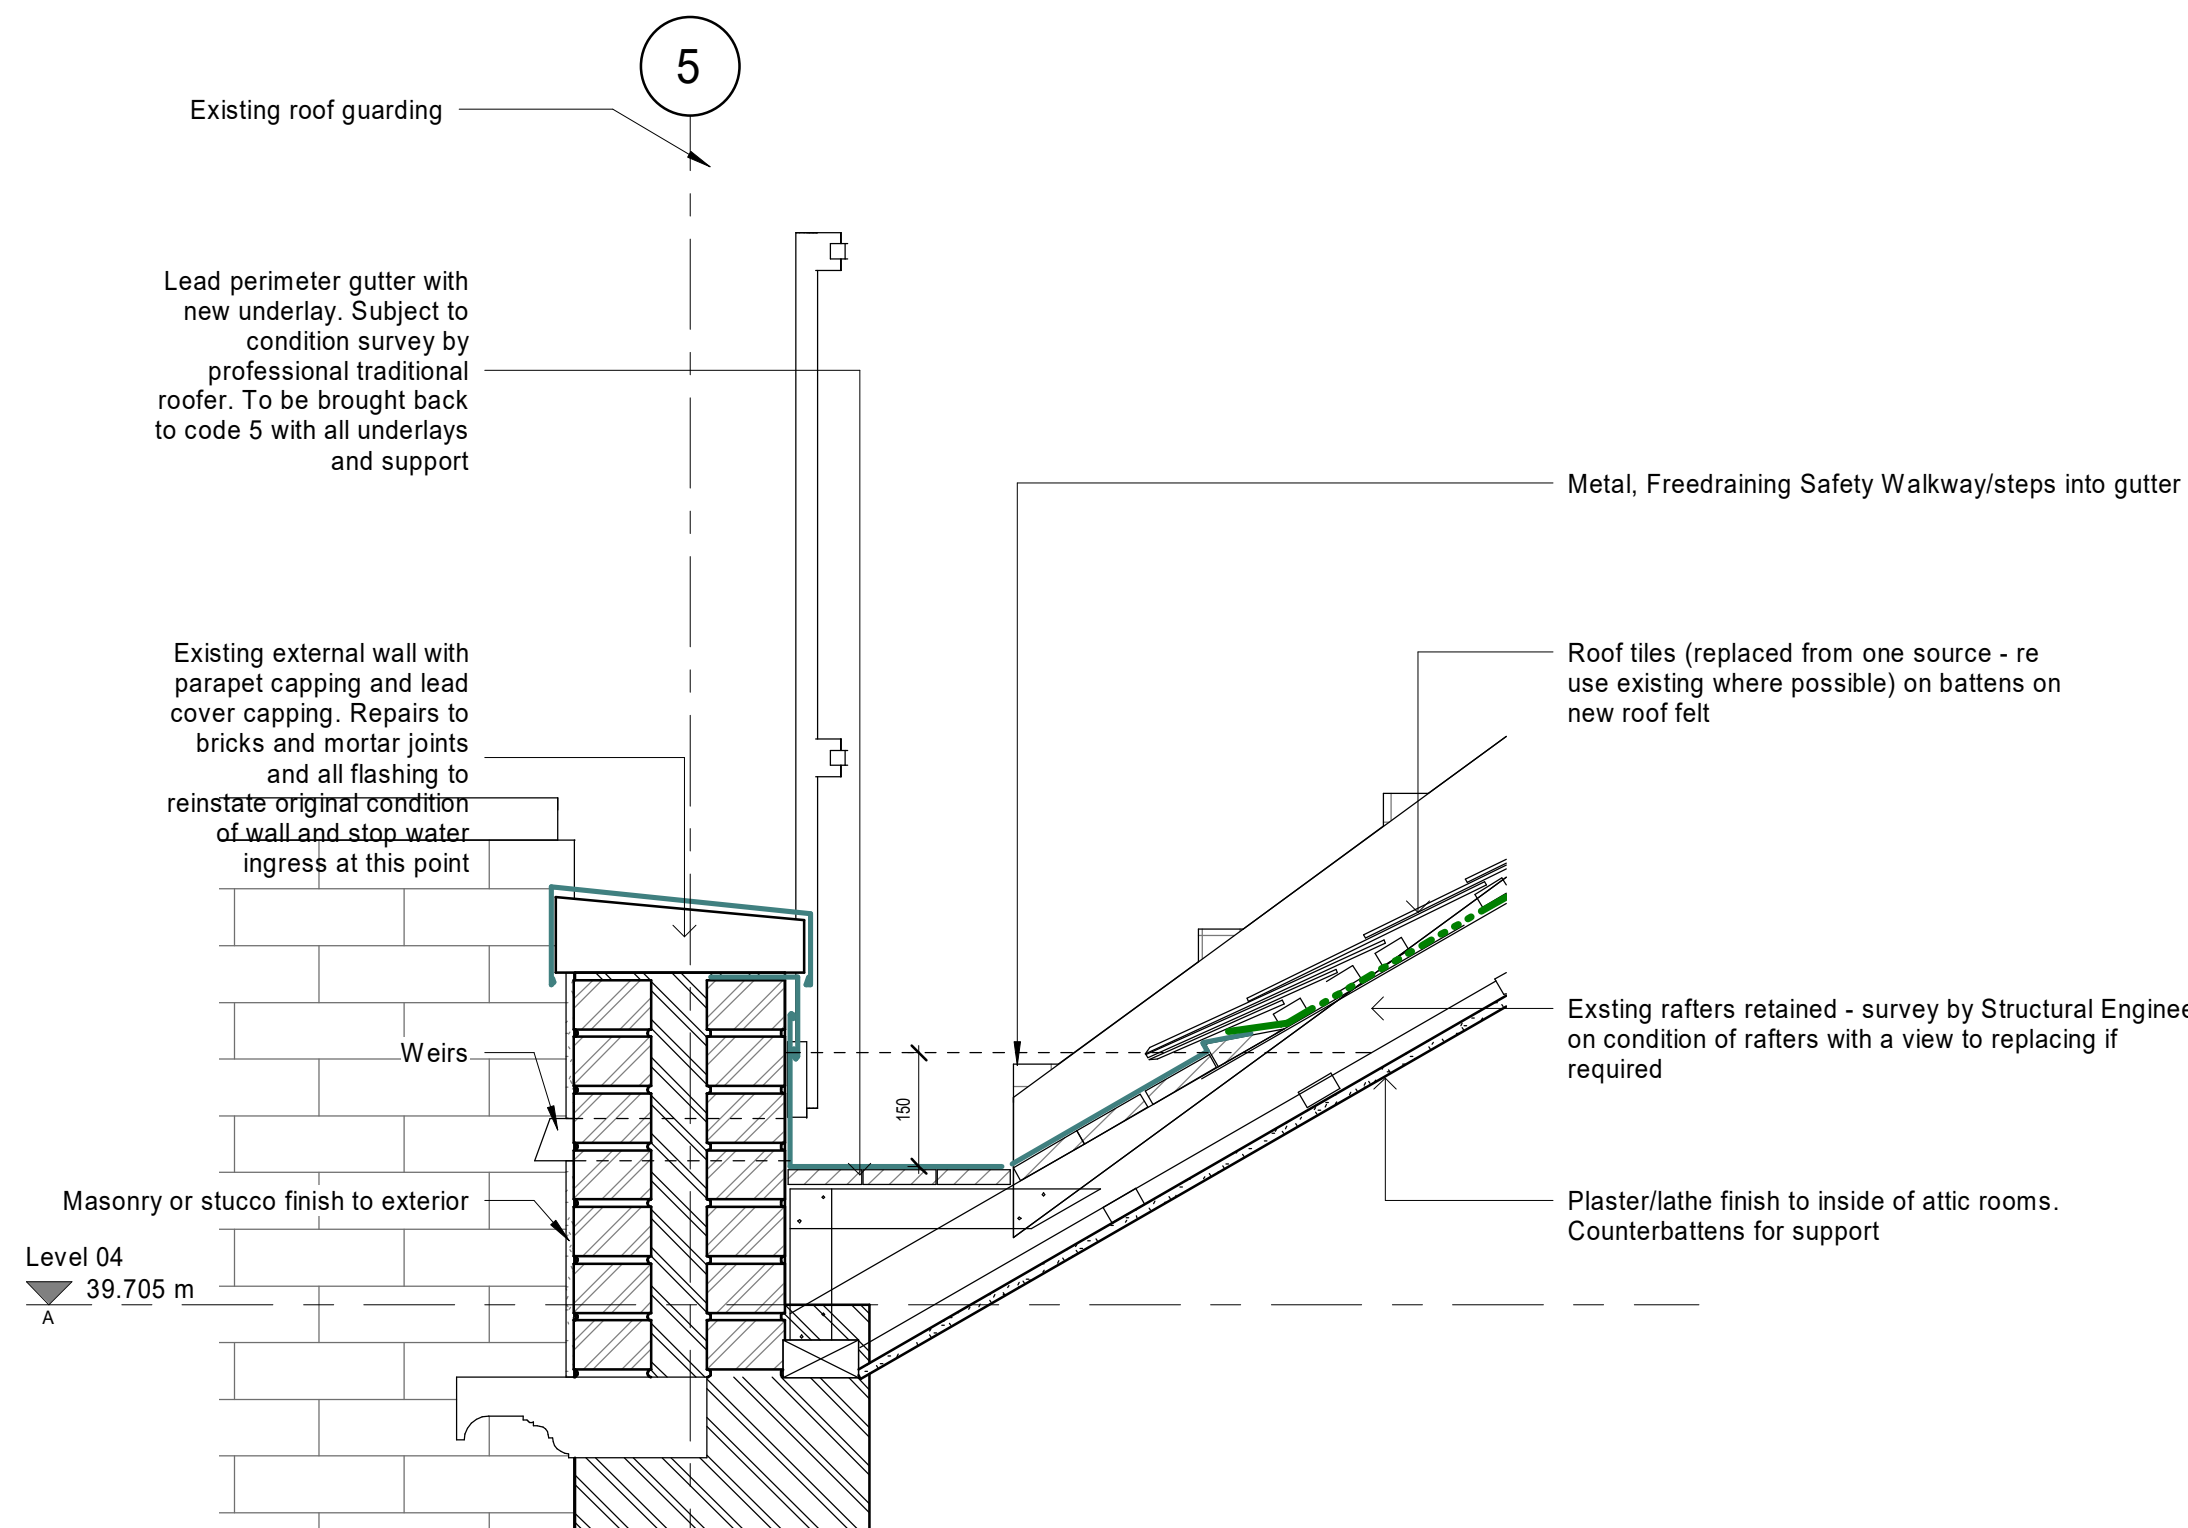 5
Existing roof guarding
Lead perimeter gutter with
new underlay. Subject to
condition survey by
professional traditional
roofer. To be brought back
to code 5 with all underlays
and support
Metal, Freedraining Safety Walkway/steps into gutter
Existing external wall with
parapet capping and lead
cover capping. Repairs to
bricks and mortar joints
and all flashing to
reinstate original condition
of wall and stop water
ingress at this point
Roof tiles (replaced from one source - re
use existing where possible) on battens on
new roof felt
Exsting rafters retained - survey by Structural Enginee
on condition of rafters with a view to replacing if
required
Weirs
150
Masonry or stucco finish to exterior
Plaster/lathe finish to inside of attic rooms.
Counterbattens for support
Level 04
39.705 m
A